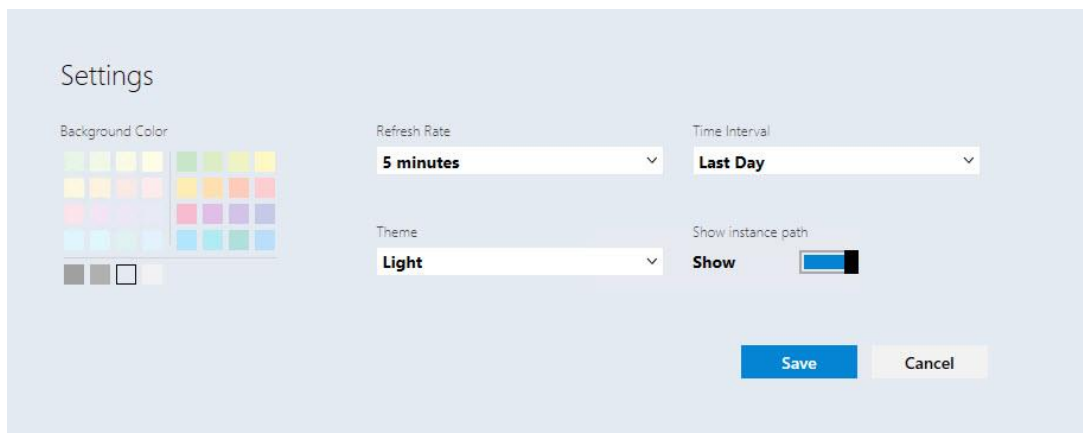 Settings
Background Color
Refresh Rate
Time Interval
5 minutes
Last Day
Theme
Show instance path
Light
Show
Save
Cancel